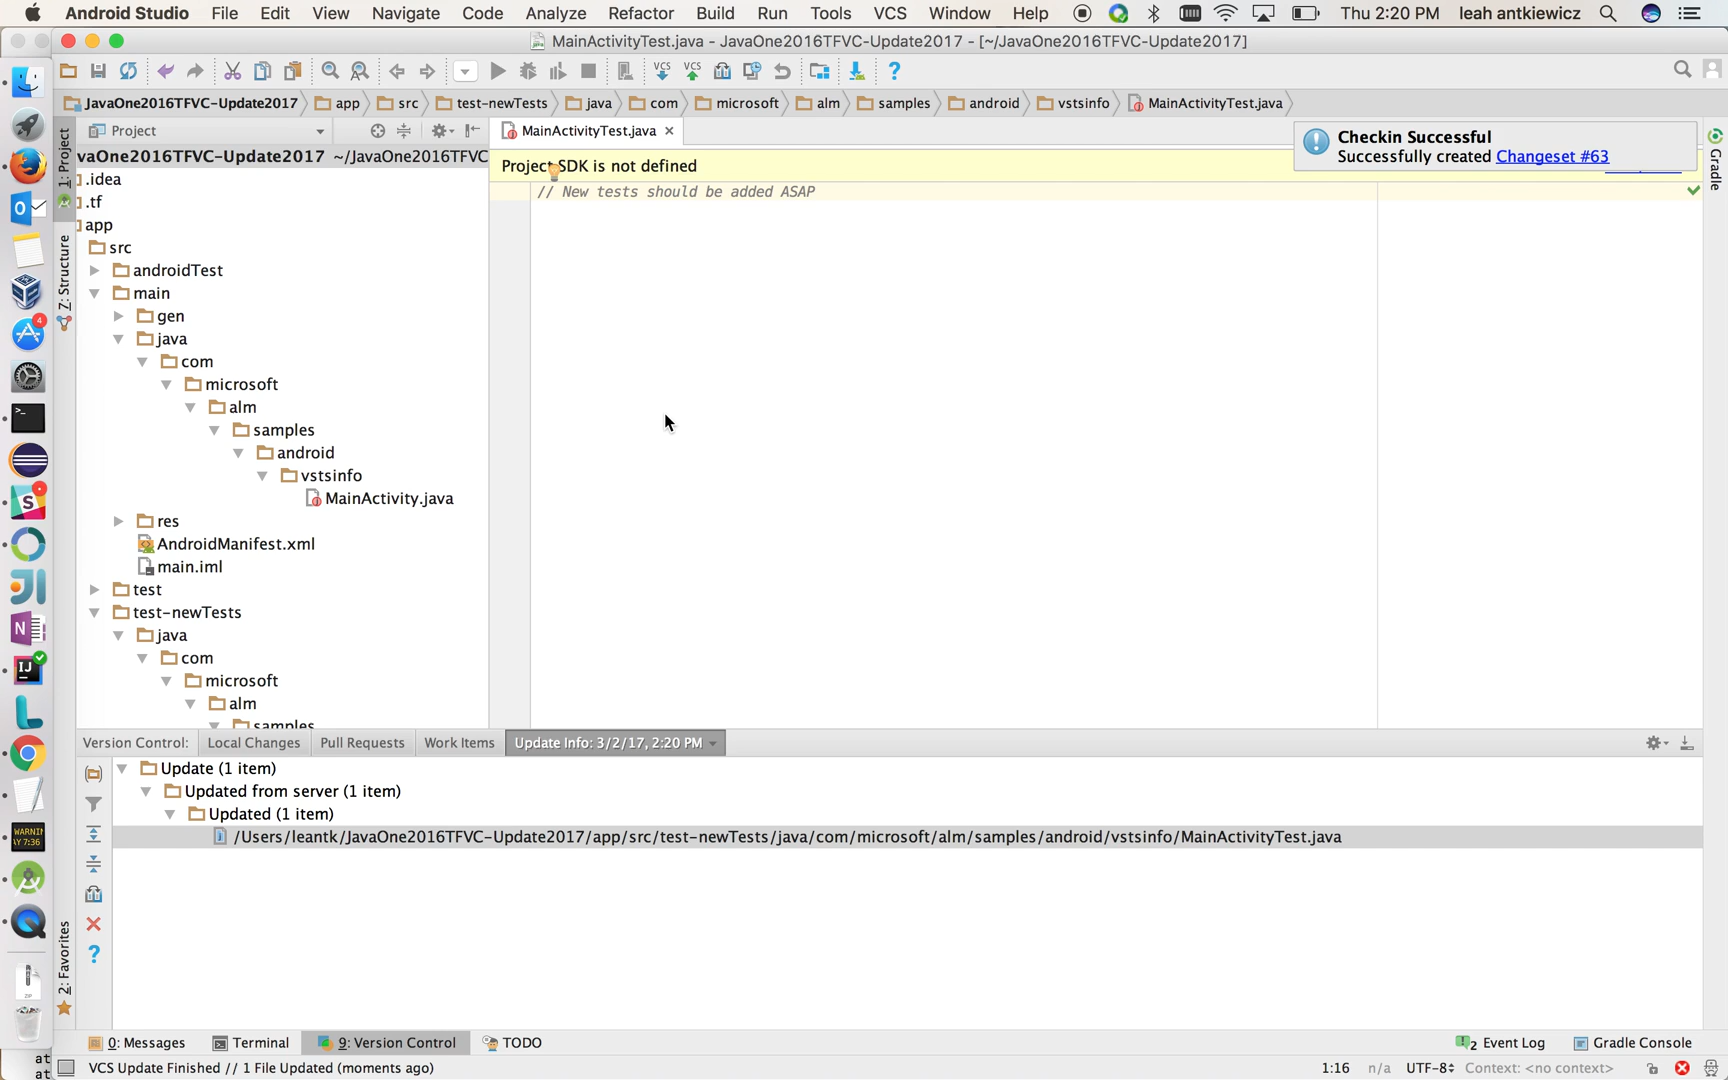 Android Studio File Edit View Navigate Code Analyze Refactor Build Run Tools VCS Window Help Thu 2:20 PM leah antkiewicz
MainActivityTest.java - JavaOne2016TFVC-Update2017 - [~/JavaOne2016TFVC-Update2017]
VCS VCS
JavaOne2016TFVC-Update2017 app src test-newTests java com microsoft alm samples android vstsinfo MainActivityTest.java
Project
MainActivityTest.java
Checkin Successful
Successfully created Changeset #63
1: Project
Z: Structure
2: Favorites
Gradle
vaOne2016TFVC-Update2017 ~/JavaOne2016TFVC
Project SDK is not defined
.idea
// New tests should be added ASAP
.tf
app
src
androidTest
main
gen
java
com
microsoft
alm
samples
android
vstsinfo
MainActivity.java
res
AndroidManifest.xml
main.iml
test
test-newTests
java
com
microsoft
alm
samples
Version Control: Local Changes Pull Requests Work Items Update Info: 3/2/17, 2:20 PM
Update (1 item)
Updated from server (1 item)
Updated (1 item)
/Users/leantk/JavaOne2016TFVC-Update2017/app/src/test-newTests/java/com/microsoft/alm/samples/android/vstsinfo/MainActivityTest.java
0: Messages Terminal 9: Version Control TODO 2 Event Log Gradle Console
VCS Update Finished // 1 File Updated (moments ago) 1:16 n/a UTF-8 Context: <no context>
at
at